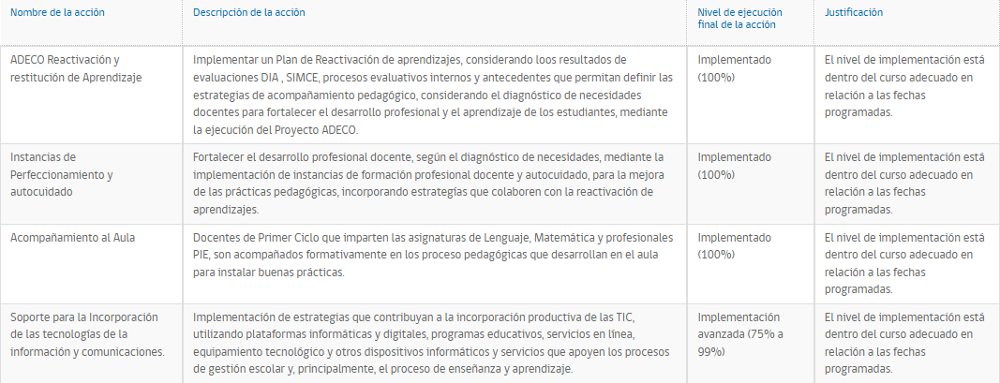 Nombre de la acción
Descripción de la acción
Nivel de ejecución
final de la acción
Justificación
ADECO Reactivación y
restitución de Aprendizaje
Implementar un Plan de Reactivación de aprendizajes, considerando loos resultados de
evaluaciones DIA , SIMCE, procesos evaluativos internos y antecedentes que permitan definir las
estrategias de acompañamiento pedagógico, considerando el diagnóstico de necesidades
docentes para fortalecer el desarrollo profesional y el aprendizaje de los estudiantes, mediante
la ejecución del Proyecto ADECO.
Implementado
(100%)
El nivel de implementación está
dentro del curso adecuado en
relación a las fechas
programadas.
Instancias de
Perfeccionamiento y
autocuidado
Fortalecer el desarrollo profesional docente, según el diagnóstico de necesidades, mediante la
implementación de instancias de formación profesional docente y autocuidado, para la mejora
de las prácticas pedagógicas, incorporando estrategias que colaboren con la reactivación de
aprendizajes.
Implementado
(100%)
El nivel de implementación está
dentro del curso adecuado en
relación a las fechas
programadas.
Acompañamiento al Aula
Docentes de Primer Ciclo que imparten las asignaturas de Lenguaje, Matemática y profesionales
PIE, son acompañados formativamente en los proceso pedagógicas que desarrollan en el aula
para instalar buenas prácticas.
Implementado
(100%)
El nivel de implementación está
dentro del curso adecuado en
relación a las fechas
programadas.
Soporte para la Incorporación
de las tecnologías de la
información y comunicaciones.
Implementación de estrategias que contribuyan a la incorporación productiva de las TIC,
utilizando plataformas informáticas y digitales, programas educativos, servicios en línea,
equipamiento tecnológico y otros dispositivos informáticos y servicios que apoyen los procesos
de gestión escolar y, principalmente, el proceso de enseñanza y aprendizaje.
Implementación
avanzada (75% a
99%)
El nivel de implementación está
dentro del curso adecuado en
relación a las fechas
programadas.